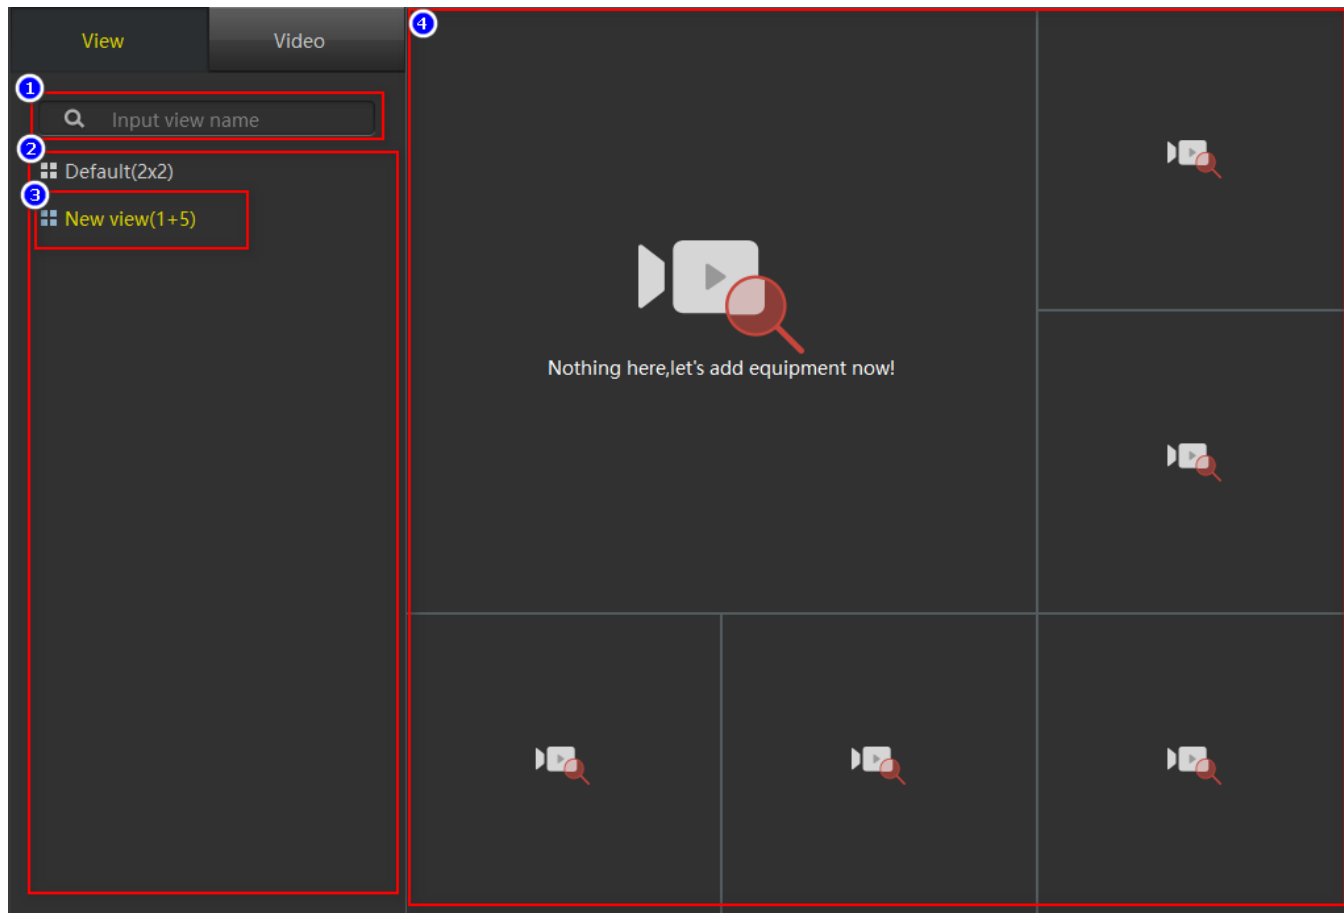 View
Video
4
1
Input view name
2
Default(2x2)
3
New view(1+5)
Nothing here,let's add equipment now!